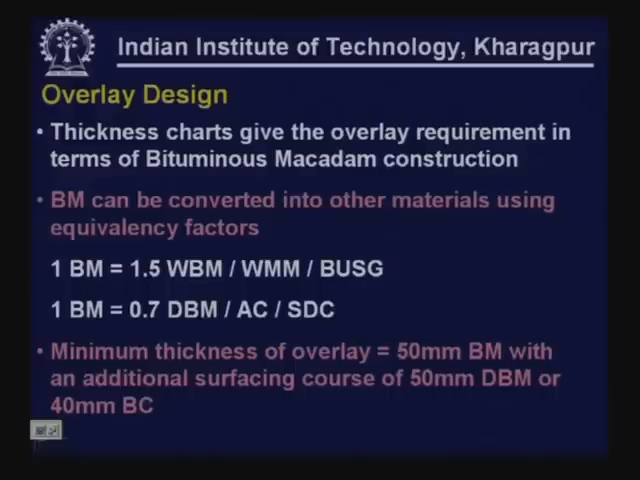 Indian Institute of Technology, Kharagpur
Overlay Design
• Thickness charts give the overlay requirement in
terms of Bituminous Macadam construction
• BM can be converted into other materials using
equivalency factors
1 BM = 1.5 WBM / WMM / BUSG
1 BM = 0.7 DBM / AC / SDC
• Minimum thickness of overlay = 50mm BM with
an additional surfacing course of 50mm DBM or
40mm BC